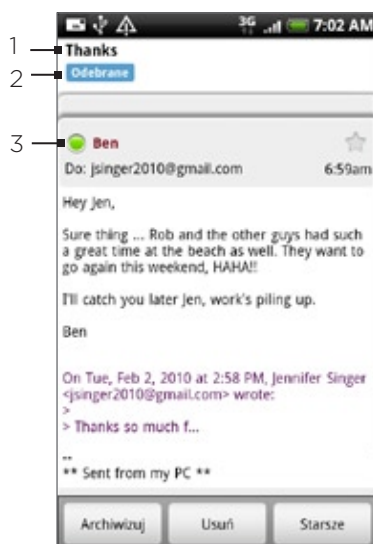 3G 7:02 AM
1 Thanks
2 Odebrane
3 Ben
Do: jsinger2010@gmail.com 6:59am
Hey Jen,
Sure thing ... Rob and the other guys had such
a great time at the beach as well. They want to
go again this weekend, HAHA!!
I'll catch you later Jen, work's piling up.
Ben
On Tue, Feb 2, 2010 at 2:58 PM, Jennifer Singer
<jsinger2010@gmail.com> wrote:
>
> Thanks so much f...
--
** Sent from my PC **
Archiwizuj Usuń Starsze